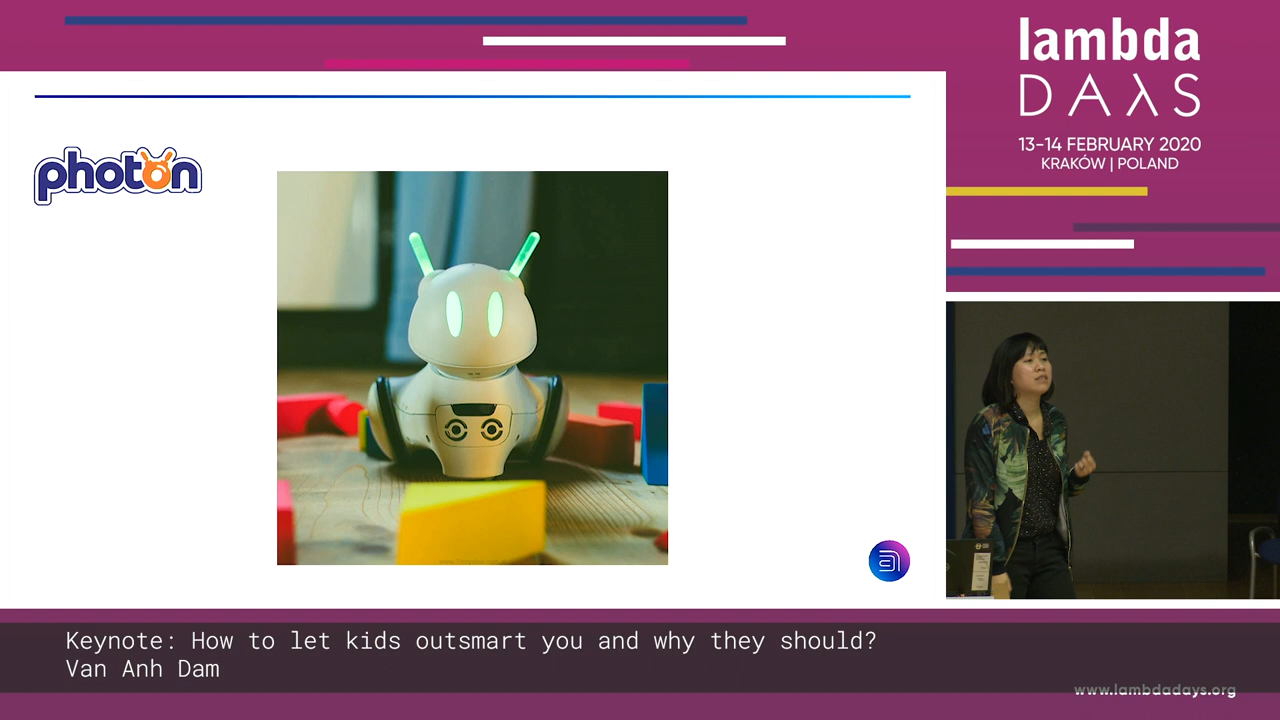 lambda
DAλS
13-14 FEBRUARY 2020
KRAKÓW | POLAND
photon
Keynote: How to let kids outsmart you and why they should?
Van Anh Dam
www.lambdadays.org